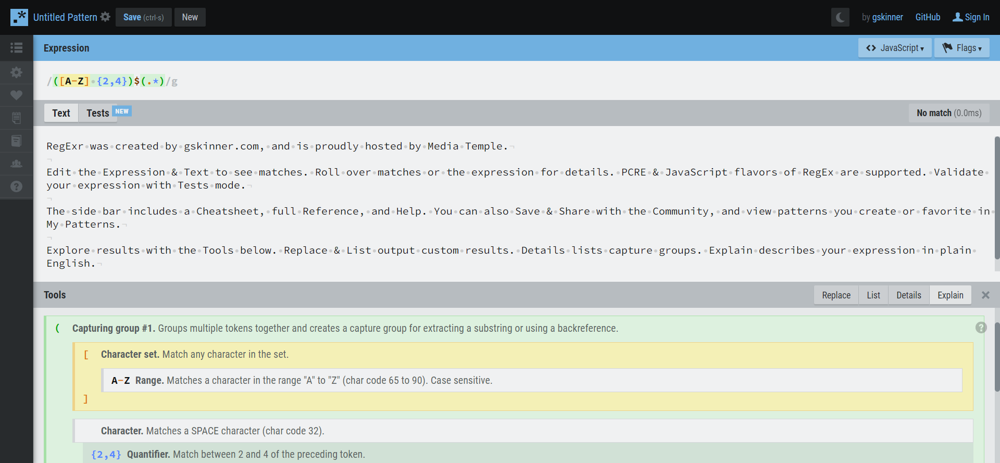 Untitled Pattern Save (ctrl-s) New by gskinner GitHub Sign In
Expression JavaScript ▾ Flags ▾
/([A-Z] {2,4})$(.*)/g
Text Tests NEW No match (0.0ms)
RegExr was created by gskinner.com, and is proudly hosted by Media Temple.
Edit the Expression & Text to see matches. Roll over matches or the expression for details. PCRE & JavaScript flavors of RegEx are supported. Validate
your expression with Tests mode.
The side bar includes a Cheatsheet, full Reference, and Help. You can also Save & Share with the Community, and view patterns you create or favorite in
My Patterns.
Explore results with the Tools below. Replace & List output custom results. Details lists capture groups. Explain describes your expression in plain
English.
Tools Replace List Details Explain
( Capturing group #1. Groups multiple tokens together and creates a capture group for extracting a substring or using a backreference.
[ Character set. Match any character in the set.
A-Z Range. Matches a character in the range "A" to "Z" (char code 65 to 90). Case sensitive.
]
Character. Matches a SPACE character (char code 32).
{2,4} Quantifier. Match between 2 and 4 of the preceding token.